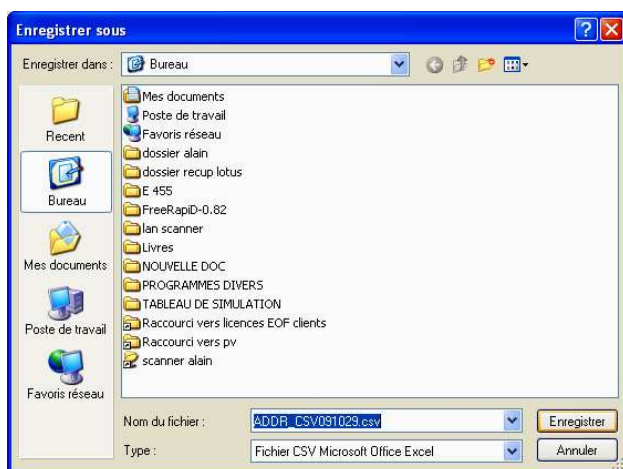 Enregistrer sous
Enregistrer dans :
Bureau
Recent
Bureau
Mes documents
Poste de travail
Favoris réseau
Mes documents
Poste de travail
Favoris réseau
dossier alain
dossier recup lotus
E 455
FreeRapiD-0.82
lan scanner
Livres
NOUVELLE DOC
PROGRAMMES DIVERS
TABLEAU DE SIMULATION
Raccourci vers licences EOF clients
Raccourci vers pv
scanner alain
Nom du fichier :
ADDR_CSV091029.csv
Enregistrer
Type :
Fichier CSV Microsoft Office Excel
Annuler